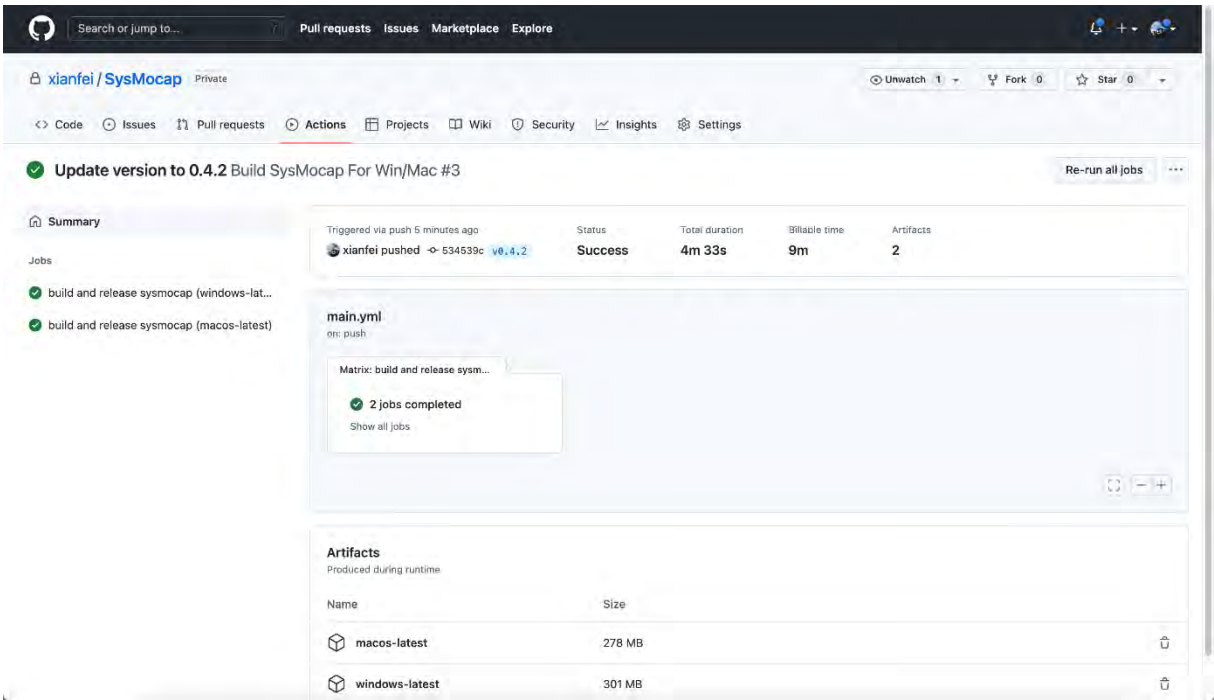 Search or jump to... /
Pull requests Issues Marketplace Explore
xianfei / SysMocap Private
Unwatch 1 Fork 0 Star 0
Code Issues Pull requests Actions Projects Wiki Security Insights Settings
Update version to 0.4.2 Build SysMocap For Win/Mac #3
Re-run all jobs ...
Summary
Jobs
build and release sysmocap (windows-lat...
build and release sysmocap (macos-latest)
Triggered via push 5 minutes ago
xianfei pushed 534539c v0.4.2
Status
Success
Total duration
4m 33s
Billable time
9m
Artifacts
2
main.yml
on: push
Matrix: build and release sysm...
2 jobs completed
Show all jobs
Artifacts
Produced during runtime
Name Size
macos-latest 278 MB
windows-latest 301 MB